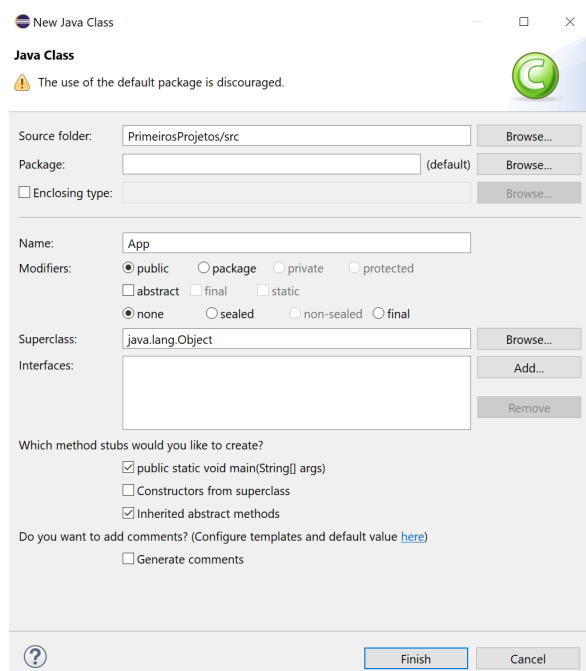 New Java Class
Java Class
The use of the default package is discouraged.
C
Source folder: PrimeirosProjetos/src Browse...
Package: (default) Browse...
Enclosing type: Browse...
Name: App
Modifiers: public package private protected
abstract final static
none sealed non-sealed final
Superclass: java.lang.Object Browse...
Interfaces: Add...
Remove
Which method stubs would you like to create?
public static void main(String[] args)
Constructors from superclass
Inherited abstract methods
Do you want to add comments? (Configure templates and default value here)
Generate comments
? Finish Cancel